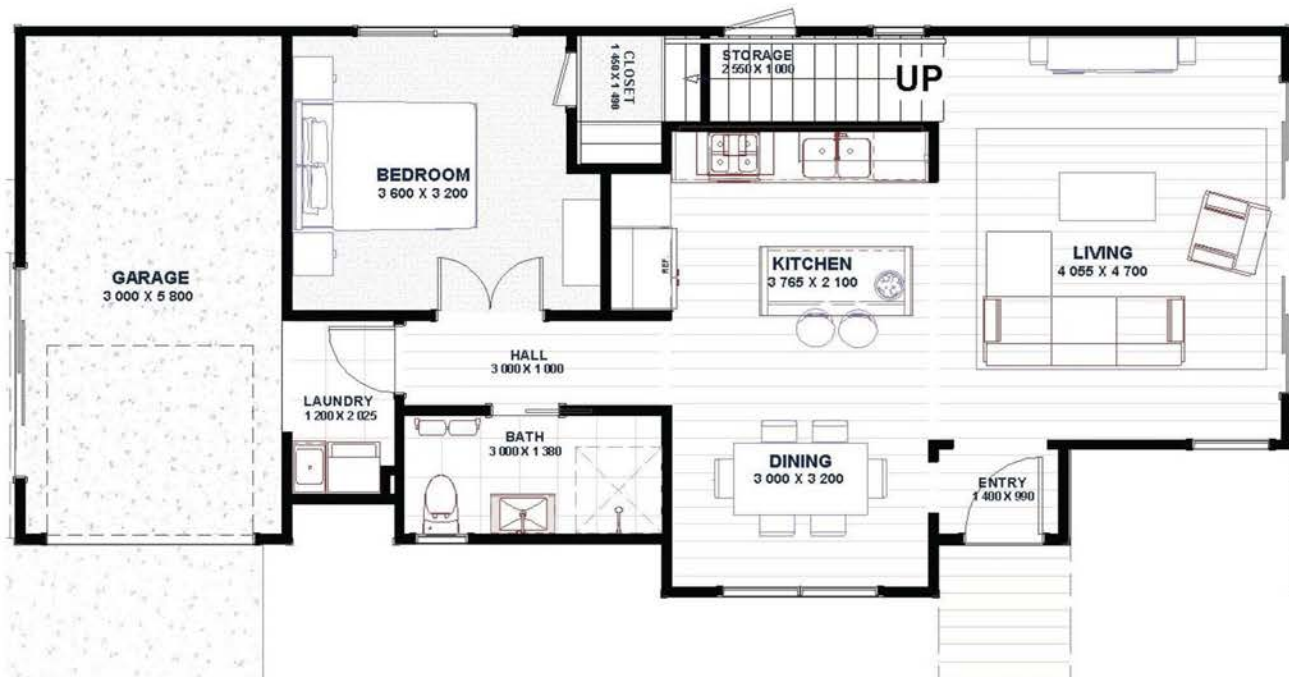 CLOSET
1 450 X 1 490
STORAGE
2 550 X 1 000
UP
BEDROOM
3 600 X 3 200
GARAGE
3 000 X 5 800
REF.
KITCHEN
3 765 X 2 100
LIVING
4 055 X 4 700
HALL
3 000 X 1 000
LAUNDRY
1 200 X 2 025
BATH
3 000 X 1 380
DINING
3 000 X 3 200
ENTRY
1 400 X 990